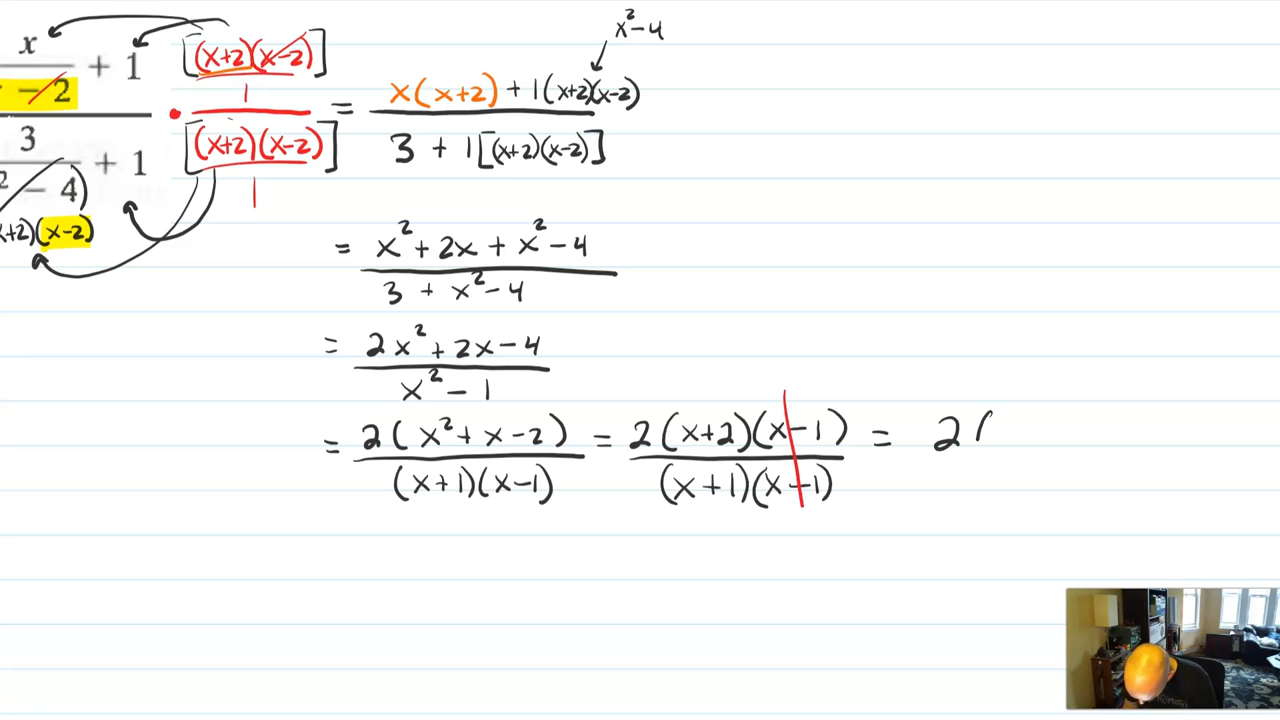 x² - 4
x/(- 2) + 1 [(x+2)(x-2)]/1 = x(x+2) + 1(x+2)(x-2)
3/(² - 4) + 1 [(x+2)(x-2)]/1 3 + 1[(x+2)(x-2)]
+2)(x-2)
= x² + 2x + x² - 4
3 + x² - 4
= 2x² + 2x - 4
x² - 1
= 2(x² + x - 2) = 2(x+2)(x-1) = 2(
(x+1)(x-1) (x+1)(x-1)